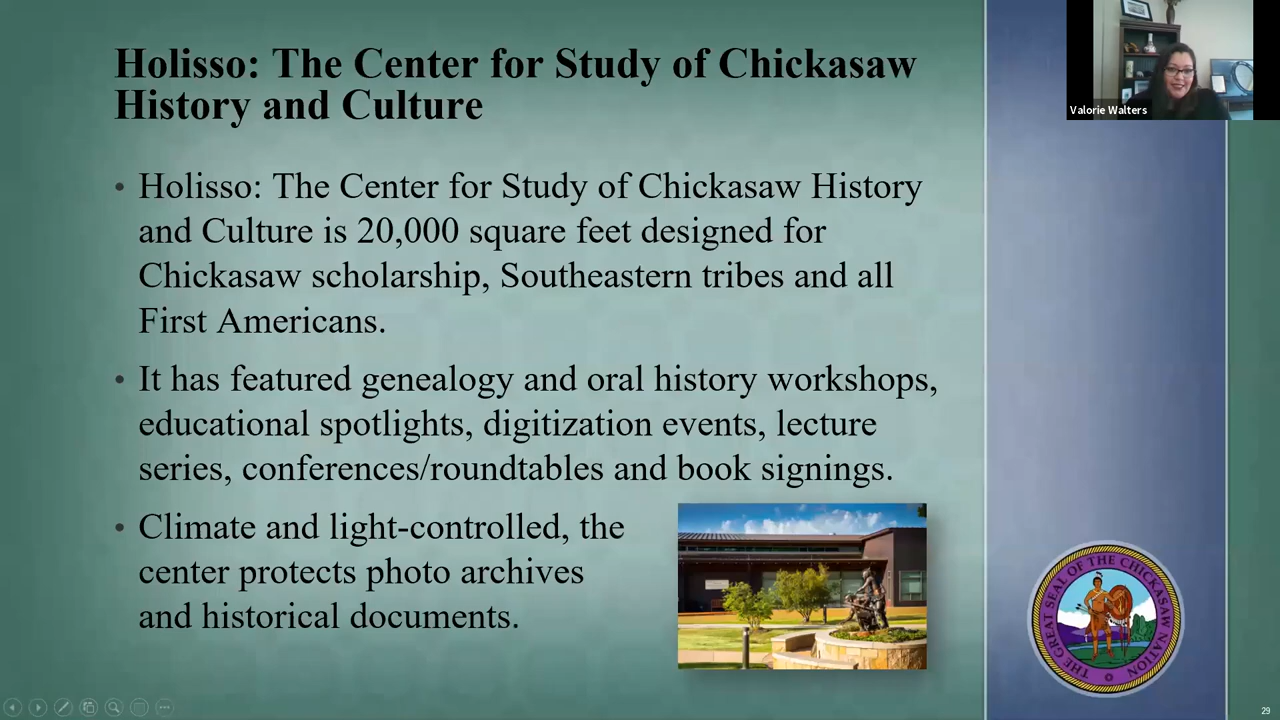 Holisso: The Center for Study of Chickasaw
History and Culture
• Holisso: The Center for Study of Chickasaw History
and Culture is 20,000 square feet designed for
Chickasaw scholarship, Southeastern tribes and all
First Americans.
• It has featured genealogy and oral history workshops,
educational spotlights, digitization events, lecture
series, conferences/roundtables and book signings.
• Climate and light-controlled, the
center protects photo archives
and historical documents.
Valorie Walters
THE GREAT SEAL OF THE CHICKASAW NATION
29